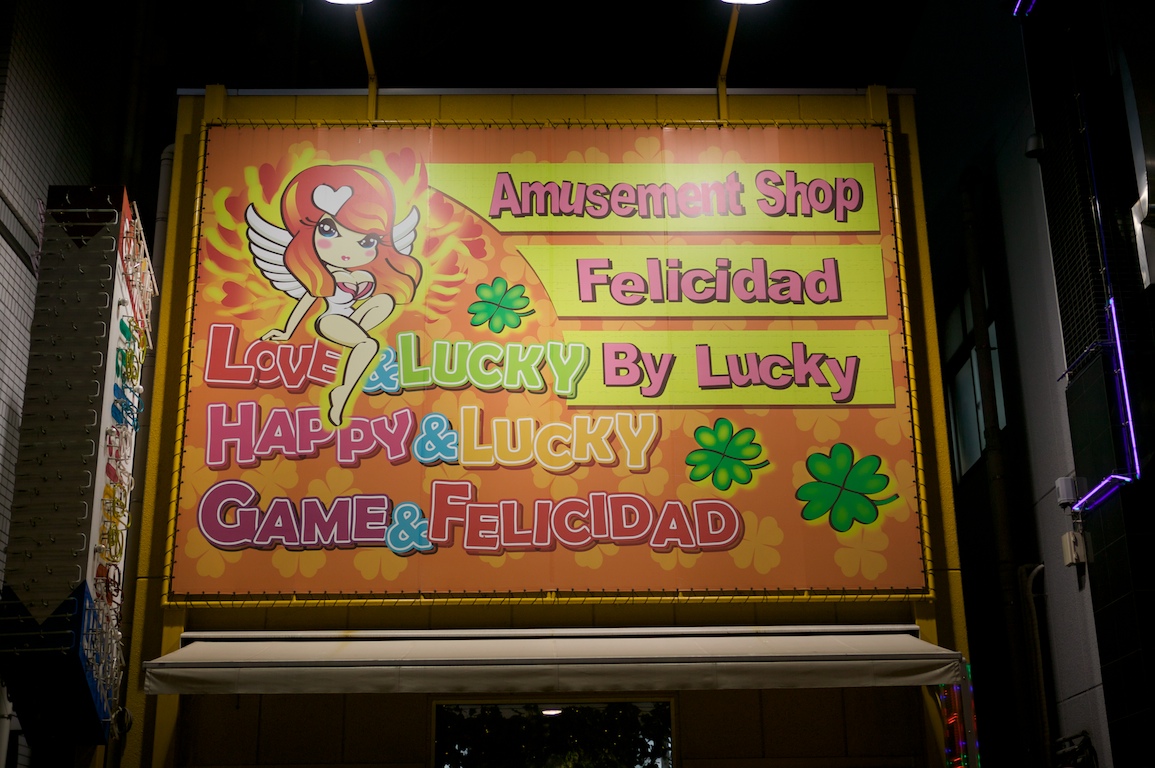 Amusement Shop
Felicidad
By Lucky
LOVE & LUCKY
HAPPY & LUCKY
GAME & FELICIDAD